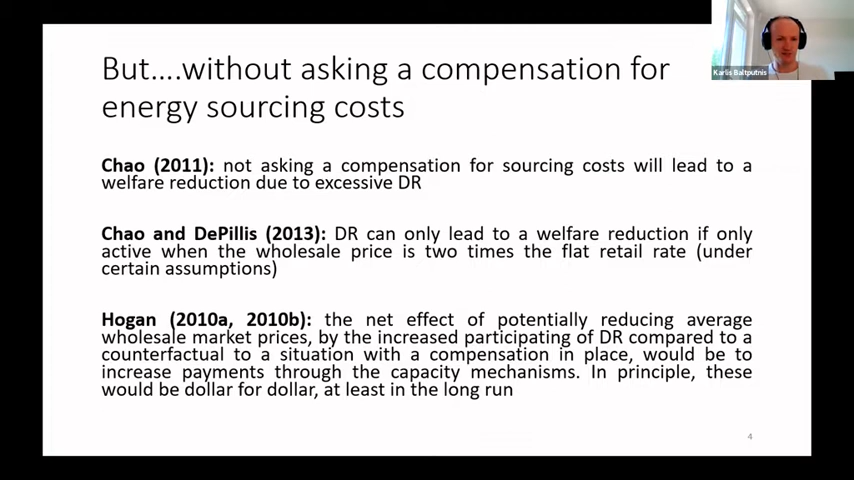 But....without asking a compensation for
energy sourcing costs
Karlis Baltputnis
Chao (2011): not asking a compensation for sourcing costs will lead to a
welfare reduction due to excessive DR
Chao and DePillis (2013): DR can only lead to a welfare reduction if only
active when the wholesale price is two times the flat retail rate (under
certain assumptions)
Hogan (2010a, 2010b): the net effect of potentially reducing average
wholesale market prices, by the increased participating of DR compared to a
counterfactual to a situation with a compensation in place, would be to
increase payments through the capacity mechanisms. In principle, these
would be dollar for dollar, at least in the long run
4